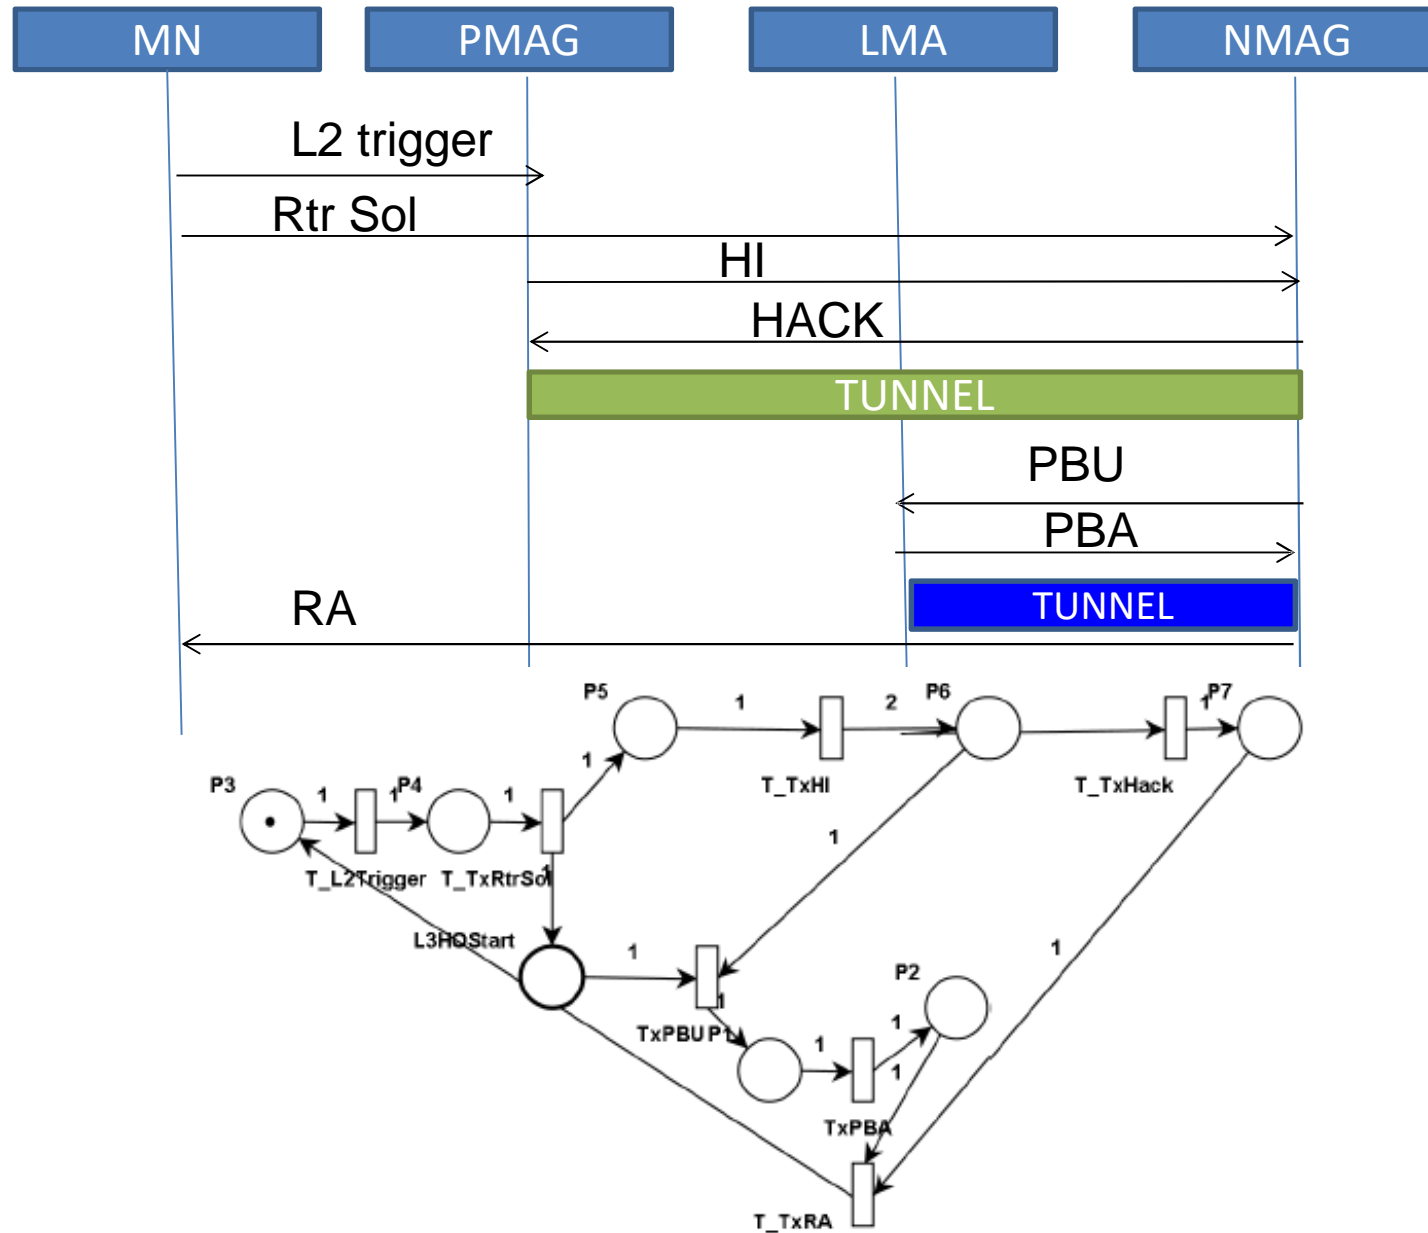 MN PMAG LMA NMAG
L2 trigger
Rtr Sol
HI
HACK
TUNNEL
PBU
PBA
TUNNEL
RA
P5 1 2 P6 1 P7
1 T_TxHI T_TxHack
P3 1 1 P4 1
T_L2Trigger T_TxRtrSol 1
1
L3HOStart 1 1
P2
1
TxPBU P1 1 1
1
TxPBA
T_TxRA